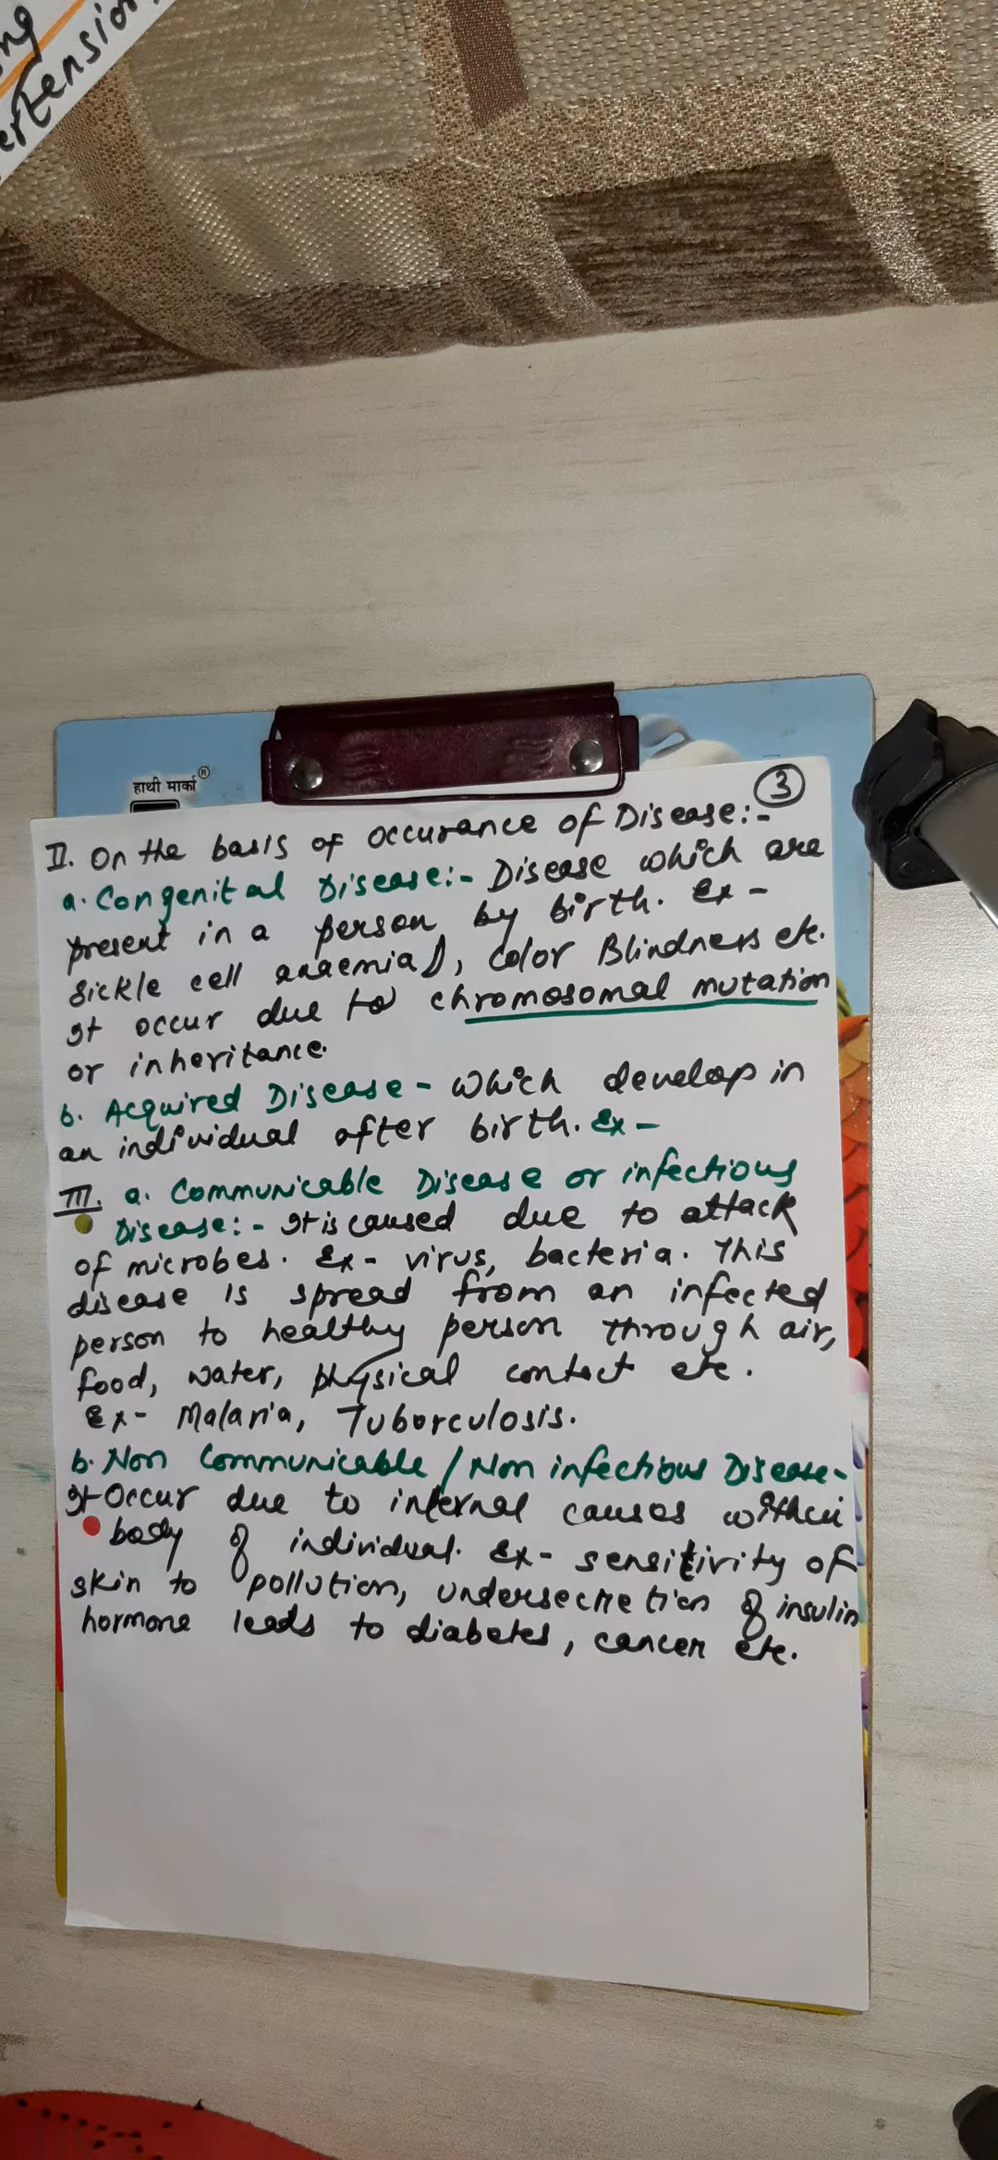 ng
ertension
हाथी मार्का ®
3
II. On the basis of occurance of Disease:-
a. Congenital Disease:- Disease which are
present in a person by birth. Ex -
Sickle cell anaemia, Color Blindness etc.
It occur due to chromosomal mutation
or inheritance.
b. Acquired Disease - Which develop in
an individual after birth. Ex -
III. a. Communicable Disease or infectious
Disease:- It is caused due to attack
of microbes. Ex- virus, bacteria. This
disease is spread from an infected
person to healthy person through air,
food, water, physical contact etc.
Ex- Malaria, Tuborculosis.
b. Non Communicable / Non infectious Disease-
It Occur due to internal causes within
body of individual. Ex- sensitivity of
skin to pollution, undersecretion of insulin
hormone leads to diabetes, cancer etc.